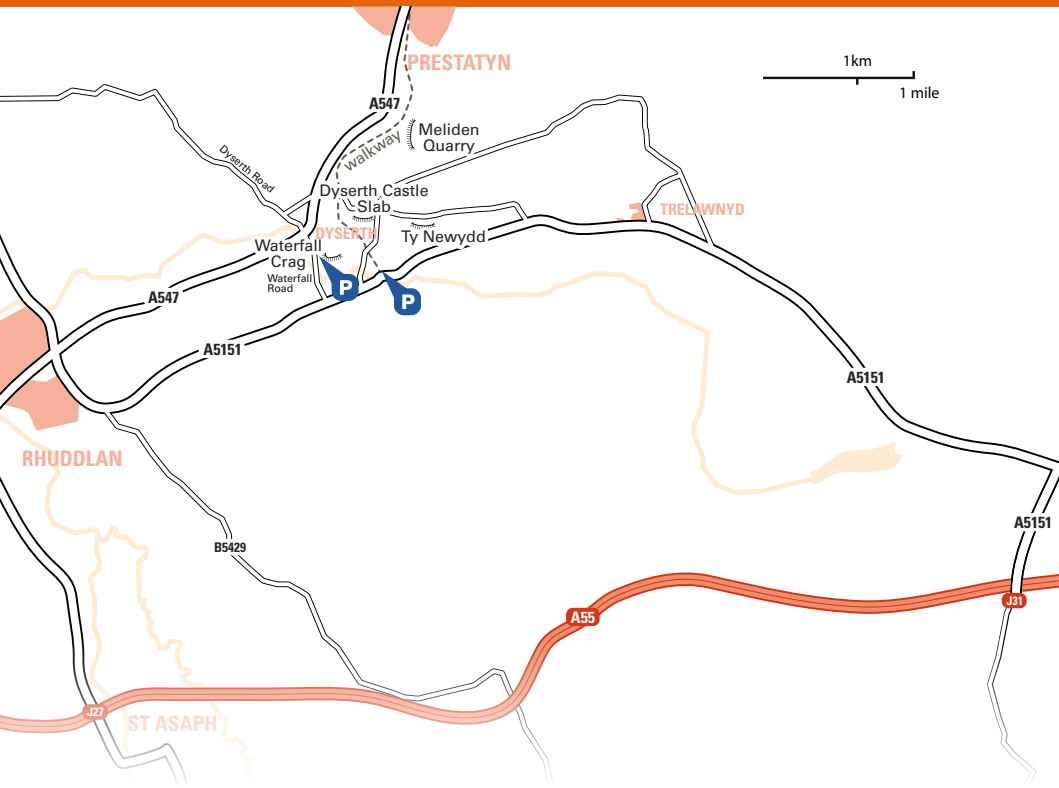 PRESTATYN
1km
1 mile
A547
Meliden
Quarry
walkway
Dyserth Road
Dyserth Castle
Slab
TRELAWNYD
DYSERTH
Ty Newydd
Waterfall
Crag
Waterfall
Road
P
P
A547
A5151
A5151
RHUDDLAN
A5151
B5429
J31
A55
J27
ST ASAPH